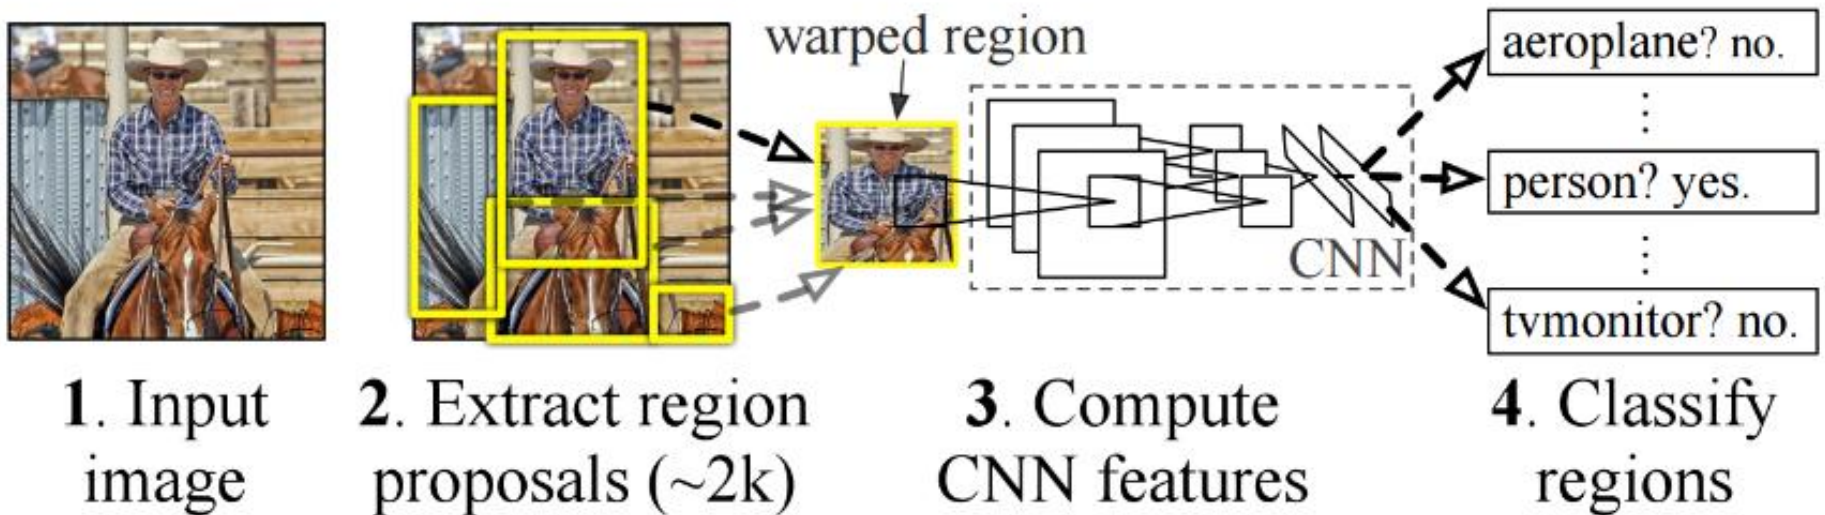 warped region
aeroplane? no.
person? yes.
CNN
tvmonitor? no.
1. Input
image
2. Extract region
proposals (~2k)
3. Compute
CNN features
4. Classify
regions